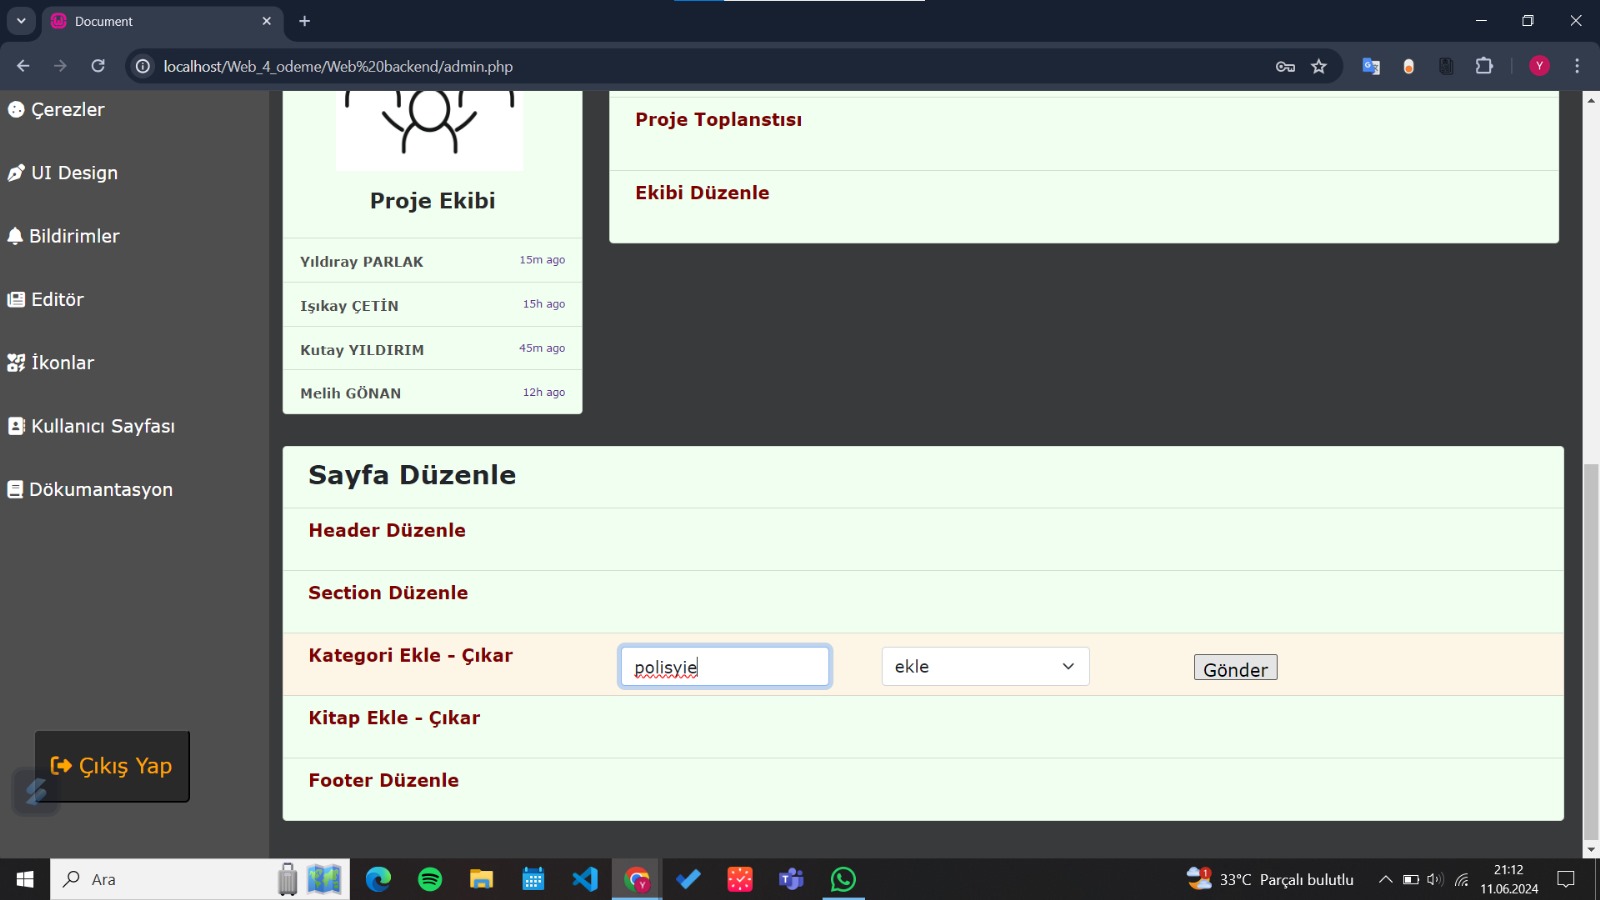 Document
localhost/Web_4_odeme/Web%20backend/admin.php
Y
Çerezler
UI Design
Bildirimler
Editör
İkonlar
Kullanıcı Sayfası
Dökumantasyon
Çıkış Yap
Proje Ekibi
Yıldıray PARLAK 15m ago
Işıkay ÇETİN 15h ago
Kutay YILDIRIM 45m ago
Melih GÖNAN 12h ago
Proje Toplanstısı
Ekibi Düzenle
Sayfa Düzenle
Header Düzenle
Section Düzenle
Kategori Ekle - Çıkar polisyie ekle Gönder
Kitap Ekle - Çıkar
Footer Düzenle
Ara
1
33°C Parçalı bulutlu
21:12
11.06.2024